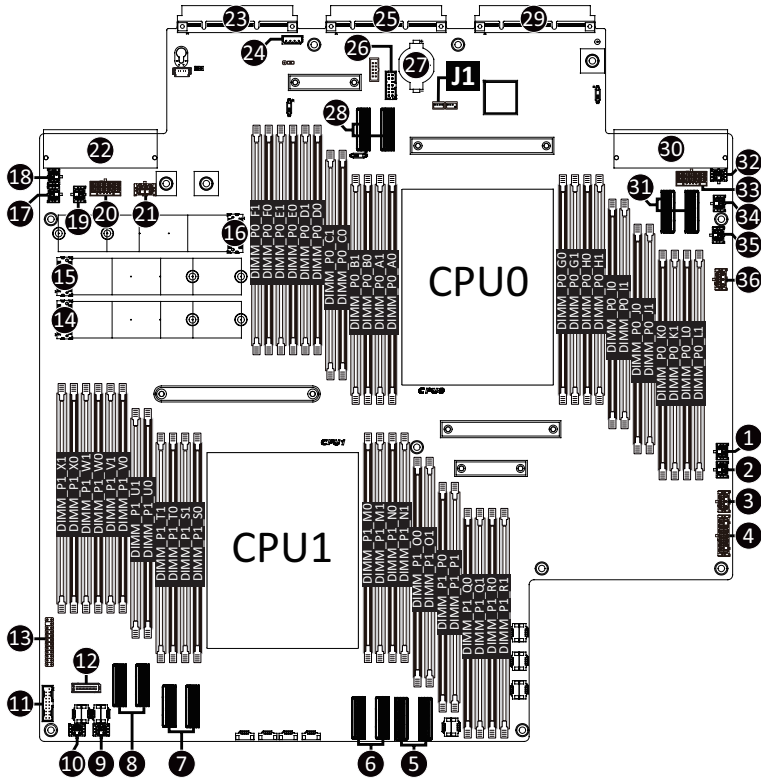 23
25
29
24
26
27
J1
28
22
30
18
17
19
20
21
16
31
32
33
34
35
36
15
14
DIMM_P0_F1
DIMM_P0_F0
DIMM_P0_E1
DIMM_P0_E0
DIMM_P0_D1
DIMM_P0_D0
DIMM_P0_C1
DIMM_P0_C0
DIMM_P0_B1
DIMM_P0_B0
DIMM_P0_A1
DIMM_P0_A0
CPU0
DIMM_P0_G0
DIMM_P0_G1
DIMM_P0_H0
DIMM_P0_H1
DIMM_P0_I0
DIMM_P0_I1
DIMM_P0_J0
DIMM_P0_J1
DIMM_P0_K0
DIMM_P0_K1
DIMM_P0_L0
DIMM_P0_L1
CPU0
CPU1
1
2
3
4
DIMM_P1_X1
DIMM_P1_X0
DIMM_P1_W1
DIMM_P1_W0
DIMM_P1_V1
DIMM_P1_V0
DIMM_P1_U1
DIMM_P1_U0
DIMM_P1_T1
DIMM_P1_T0
DIMM_P1_S1
DIMM_P1_S0
CPU1
DIMM_P1_M0
DIMM_P1_M1
DIMM_P1_N0
DIMM_P1_N1
DIMM_P1_O0
DIMM_P1_O1
DIMM_P1_P0
DIMM_P1_P1
DIMM_P1_Q0
DIMM_P1_Q1
DIMM_P1_R0
DIMM_P1_R1
13
12
11
10
9
8
7
6
5